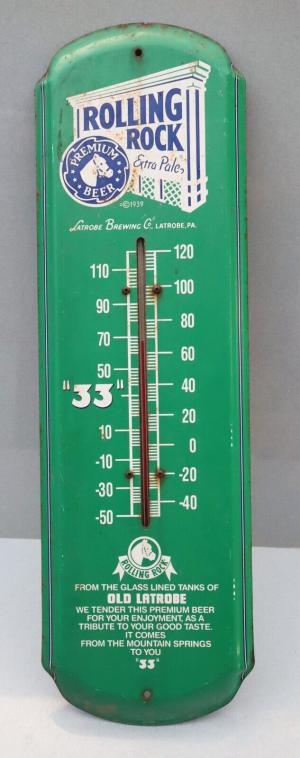 ROLLING
ROCK
PREMIUM
BEER
Extra Pale
©1939
Latrobe Brewing Co. LATROBE, PA.
120
110
100
90
80
70
60
50
40
"33"
20
10
0
-10
-20
-30
-40
-50
ROLLING ROCK
FROM THE GLASS LINED TANKS OF
OLD LATROBE
WE TENDER THIS PREMIUM BEER
FOR YOUR ENJOYMENT, AS A
TRIBUTE TO YOUR GOOD TASTE.
IT COMES
FROM THE MOUNTAIN SPRINGS
TO YOU
"33"